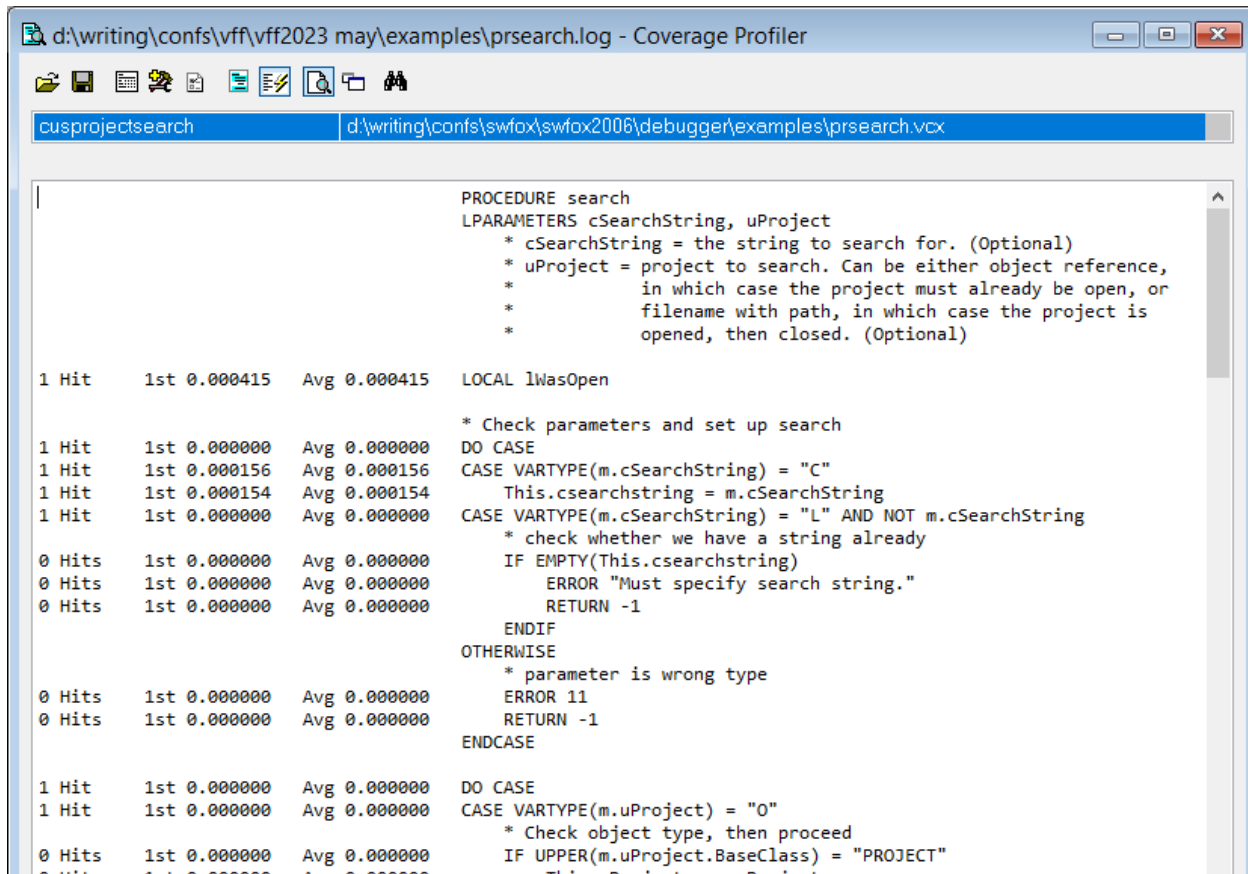 d:\writing\confs\vff\vff2023 may\examples\prsearch.log - Coverage Profiler
cusprojectsearch d:\writing\confs\swfox\swfox2006\debugger\examples\prsearch.vcx
PROCEDURE search
LPARAMETERS cSearchString, uProject
* cSearchString = the string to search for. (Optional)
* uProject = project to search. Can be either object reference,
* in which case the project must already be open, or
* filename with path, in which case the project is
* opened, then closed. (Optional)
1 Hit 1st 0.000415 Avg 0.000415 LOCAL lWasOpen
* Check parameters and set up search
1 Hit 1st 0.000000 Avg 0.000000 DO CASE
1 Hit 1st 0.000156 Avg 0.000156 CASE VARTYPE(m.cSearchString) = "C"
1 Hit 1st 0.000154 Avg 0.000154 This.csearchstring = m.cSearchString
1 Hit 1st 0.000000 Avg 0.000000 CASE VARTYPE(m.cSearchString) = "L" AND NOT m.cSearchString
* check whether we have a string already
0 Hits 1st 0.000000 Avg 0.000000 IF EMPTY(This.csearchstring)
0 Hits 1st 0.000000 Avg 0.000000 ERROR "Must specify search string."
0 Hits 1st 0.000000 Avg 0.000000 RETURN -1
ENDIF
OTHERWISE
* parameter is wrong type
0 Hits 1st 0.000000 Avg 0.000000 ERROR 11
0 Hits 1st 0.000000 Avg 0.000000 RETURN -1
ENDCASE
1 Hit 1st 0.000000 Avg 0.000000 DO CASE
1 Hit 1st 0.000000 Avg 0.000000 CASE VARTYPE(m.uProject) = "O"
* Check object type, then proceed
0 Hits 1st 0.000000 Avg 0.000000 IF UPPER(m.uProject.BaseClass) = "PROJECT"